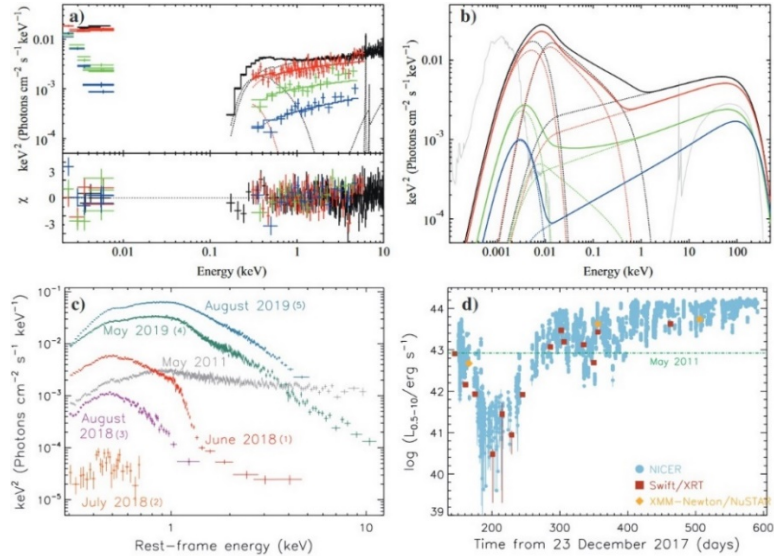 a)
keV² (Photons cm⁻² s⁻¹ keV⁻¹)
0.01
10⁻³
10⁻⁴
χ
3
0
-3
0.01
0.1
1
10
Energy (keV)
b)
keV² (Photons cm⁻² s⁻¹ keV⁻¹)
0.01
10⁻³
10⁻⁴
0.001
0.01
0.1
1
10
100
Energy (keV)
c)
keV² (Photons cm⁻² s⁻¹ keV⁻¹)
10⁻¹
10⁻²
10⁻³
10⁻⁴
10⁻⁵
August 2019 (5)
May 2019 (4)
May 2011
August
2018 (3)
June 2018 (1)
July 2018 (2)
1
10
Rest-frame energy (keV)
d)
log (L₀.₅₋₁₀/erg s⁻¹)
44
43
42
41
40
39
May 2011
NICER
Swift/XRT
XMM-Newton/NuSTAR
200
300
400
500
600
Time from 23 December 2017 (days)